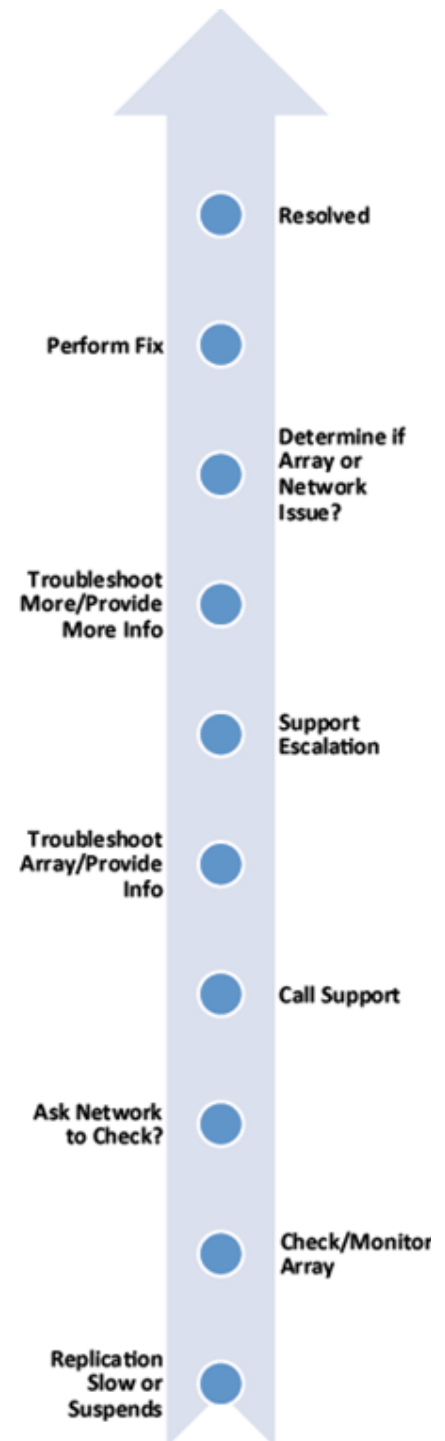 Resolved
Perform Fix
Determine if
Array or
Network
Issue?
Troubleshoot
More/Provide
More Info
Support
Escalation
Troubleshoot
Array/Provide
Info
Call Support
Ask Network
to Check?
Check/Monitor
Array
Replication
Slow or
Suspends